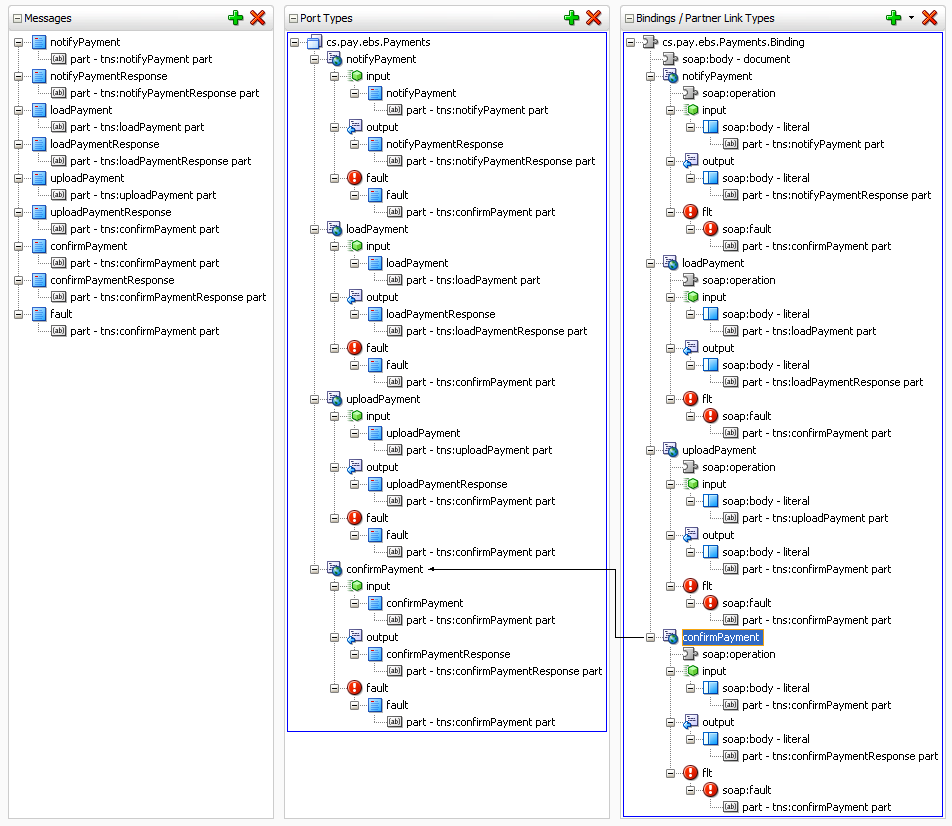 Messages
notifyPayment
part - tns:notifyPayment part
notifyPaymentResponse
part - tns:notifyPaymentResponse part
loadPayment
part - tns:loadPayment part
loadPaymentResponse
part - tns:loadPaymentResponse part
uploadPayment
part - tns:uploadPayment part
uploadPaymentResponse
part - tns:confirmPayment part
confirmPayment
part - tns:confirmPayment part
confirmPaymentResponse
part - tns:confirmPaymentResponse part
fault
part - tns:confirmPayment part
Port Types
cs.pay.ebs.Payments
notifyPayment
input
notifyPayment
part - tns:notifyPayment part
output
notifyPaymentResponse
part - tns:notifyPaymentResponse part
fault
fault
part - tns:confirmPayment part
loadPayment
input
loadPayment
part - tns:loadPayment part
output
loadPaymentResponse
part - tns:loadPaymentResponse part
fault
fault
part - tns:confirmPayment part
uploadPayment
input
uploadPayment
part - tns:uploadPayment part
output
uploadPaymentResponse
part - tns:confirmPayment part
fault
fault
part - tns:confirmPayment part
confirmPayment
input
confirmPayment
part - tns:confirmPayment part
output
confirmPaymentResponse
part - tns:confirmPaymentResponse part
fault
fault
part - tns:confirmPayment part
Bindings / Partner Link Types
cs.pay.ebs.Payments.Binding
soap:body - document
notifyPayment
soap:operation
input
soap:body - literal
part - tns:notifyPayment part
output
soap:body - literal
part - tns:notifyPaymentResponse part
flt
soap:fault
part - tns:confirmPayment part
loadPayment
soap:operation
input
soap:body - literal
part - tns:loadPayment part
output
soap:body - literal
part - tns:loadPaymentResponse part
flt
soap:fault
part - tns:confirmPayment part
uploadPayment
soap:operation
input
soap:body - literal
part - tns:uploadPayment part
output
soap:body - literal
part - tns:confirmPayment part
flt
soap:fault
part - tns:confirmPayment part
confirmPayment
soap:operation
input
soap:body - literal
part - tns:confirmPayment part
output
soap:body - literal
part - tns:confirmPaymentResponse part
flt
soap:fault
part - tns:confirmPayment part